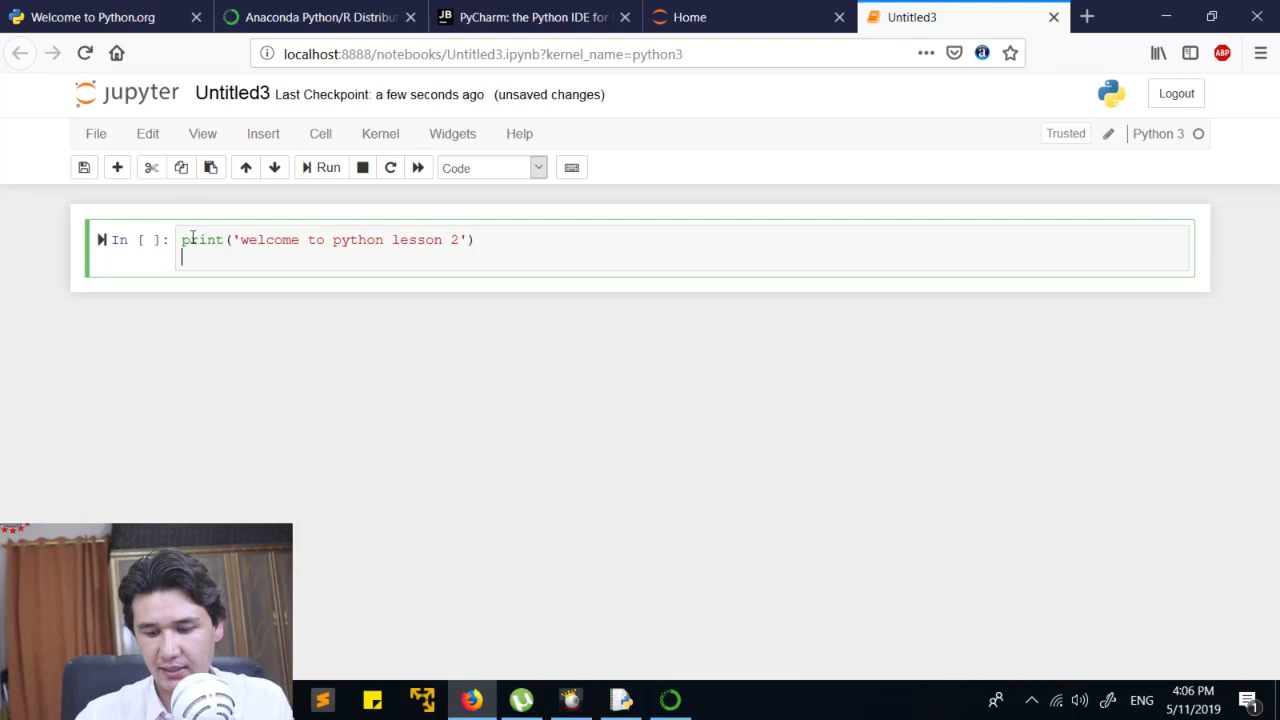 Welcome to Python.org
Anaconda Python/R Distribut
PyCharm: the Python IDE for
Home
Untitled3
localhost:8888/notebooks/Untitled3.ipynb?kernel_name=python3
ABP
jupyter Untitled3 Last Checkpoint: a few seconds ago (unsaved changes)
Logout
File Edit View Insert Cell Kernel Widgets Help
Trusted
Python 3
Run
Code
In [ ]: print('welcome to python lesson 2')
ENG
4:06 PM
5/11/2019
1